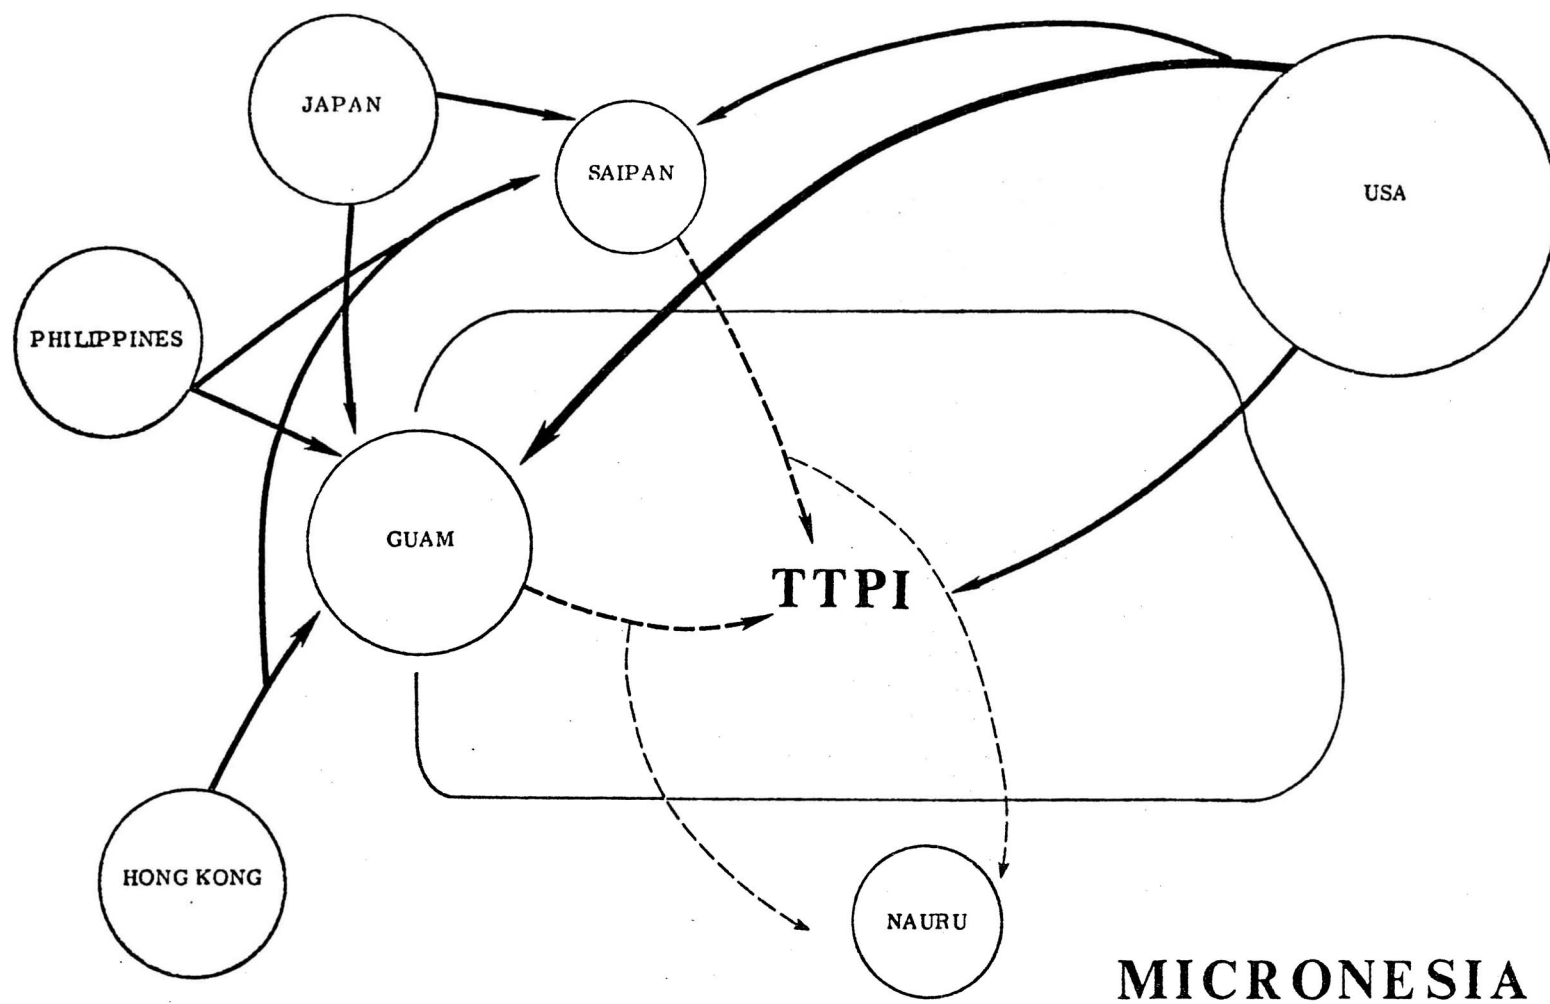 JAPAN
SAIPAN
USA
PHILIPPINES
GUAM
TTPI
HONG KONG
NAURU
MICRONESIA